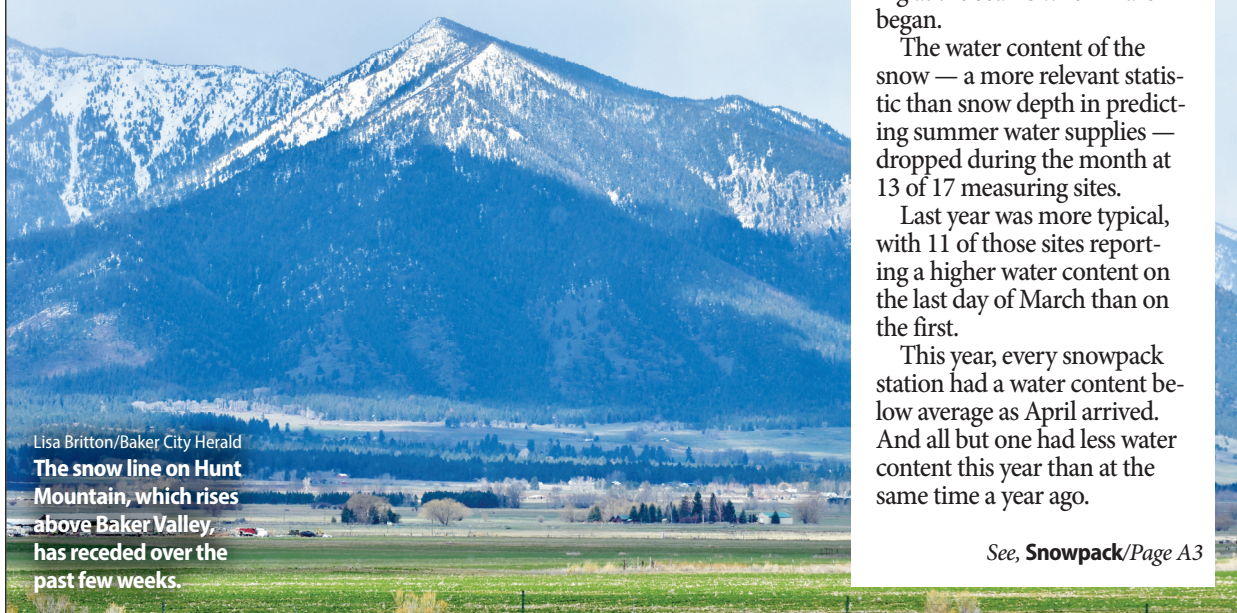 Lisa Britton/Baker City Herald
The snow line on Hunt
Mountain, which rises
above Baker Valley,
has receded over the
past few weeks.
began.
The water content of the
snow — a more relevant statis-
tic than snow depth in predict-
ing summer water supplies —
dropped during the month at
13 of 17 measuring sites.
Last year was more typical,
with 11 of those sites report-
ing a higher water content on
the last day of March than on
the first.
This year, every snowpack
station had a water content be-
low average as April arrived.
And all but one had less water
content this year than at the
same time a year ago.
See, Snowpack/Page A3